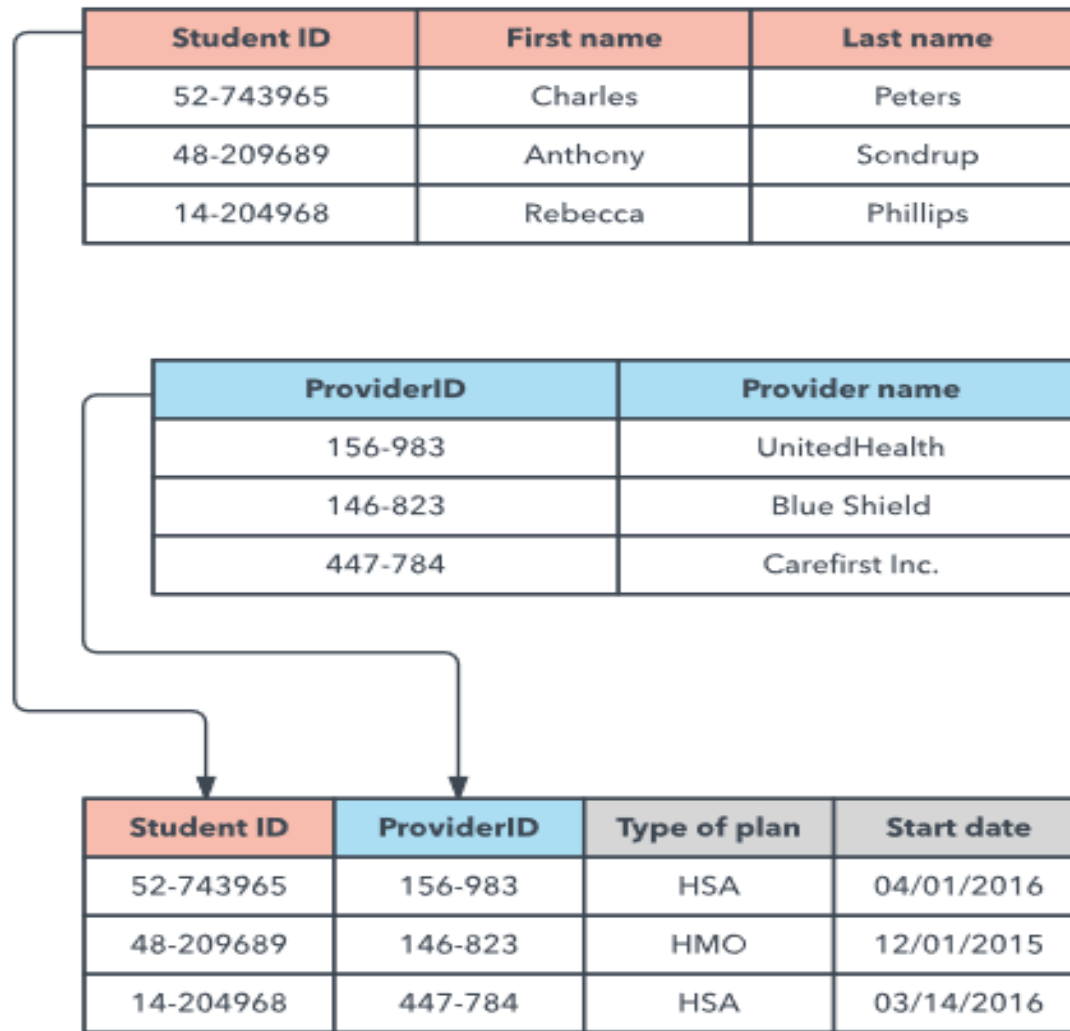 Student ID First name Last name
52-743965 Charles Peters
48-209689 Anthony Sondrup
14-204968 Rebecca Phillips
ProviderID Provider name
156-983 UnitedHealth
146-823 Blue Shield
447-784 Carefirst Inc.
Student ID ProviderID Type of plan Start date
52-743965 156-983 HSA 04/01/2016
48-209689 146-823 HMO 12/01/2015
14-204968 447-784 HSA 03/14/2016